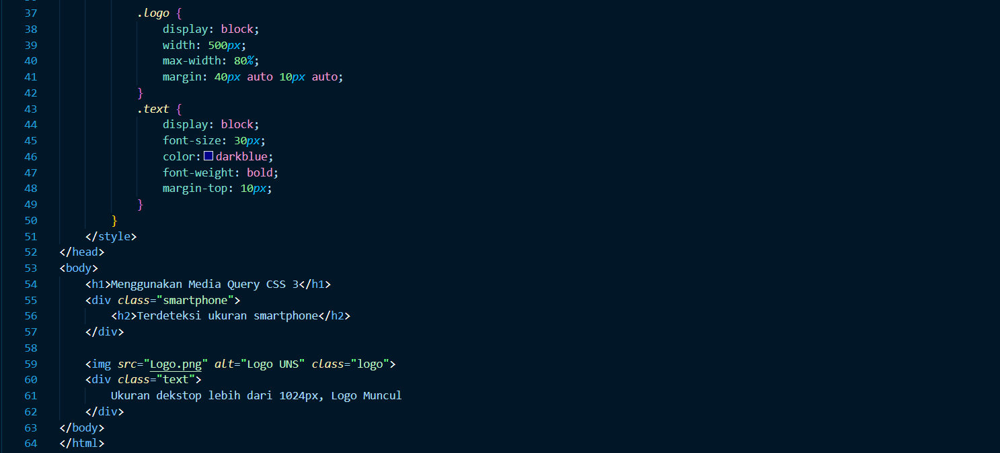 37 .logo {
38 display: block;
39 width: 500px;
40 max-width: 80%;
41 margin: 40px auto 10px auto;
42 }
43 .text {
44 display: block;
45 font-size: 30px;
46 color: darkblue;
47 font-weight: bold;
48 margin-top: 10px;
49 }
50 }
51 </style>
52 </head>
53 <body>
54 <h1>Menggunakan Media Query CSS 3</h1>
55 <div class="smartphone">
56 <h2>Terdeteksi ukuran smartphone</h2>
57 </div>
58
59 <img src="Logo.png" alt="Logo UNS" class="logo">
60 <div class="text">
61 Ukuran dekstop lebih dari 1024px, Logo Muncul
62 </div>
63 </body>
64 </html>